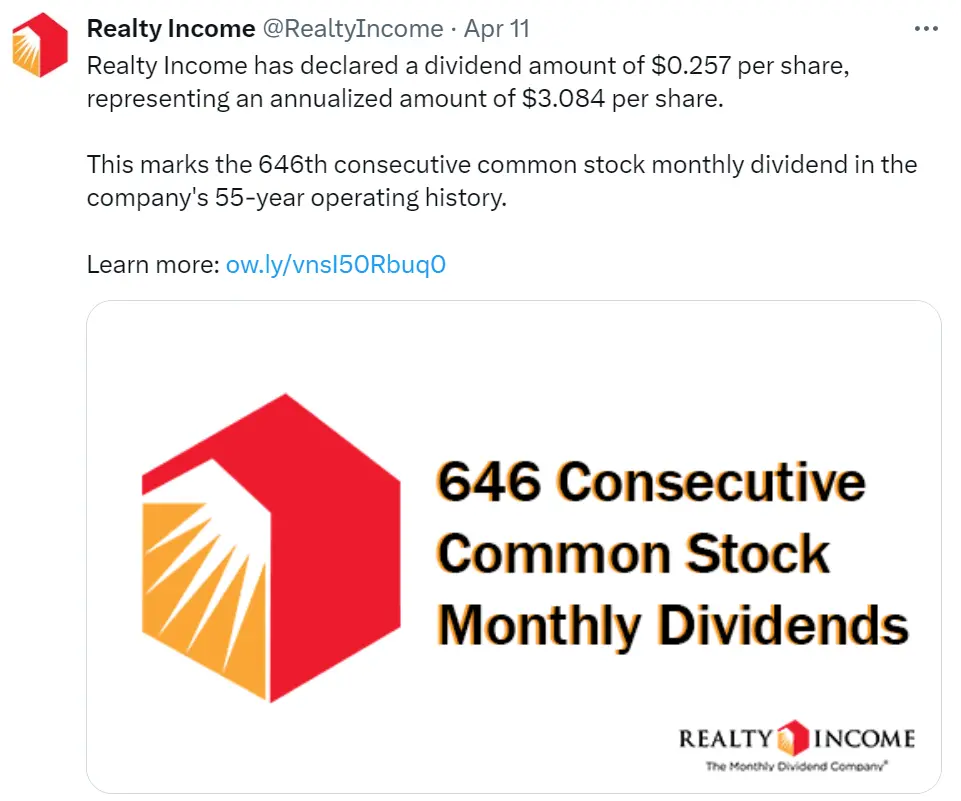 Realty Income @RealtyIncome · Apr 11
Realty Income has declared a dividend amount of $0.257 per share,
representing an annualized amount of $3.084 per share.
This marks the 646th consecutive common stock monthly dividend in the
company's 55-year operating history.
Learn more: ow.ly/vnsI50Rbuq0
646 Consecutive
Common Stock
Monthly Dividends
REALTY INCOME
The Monthly Dividend Company®